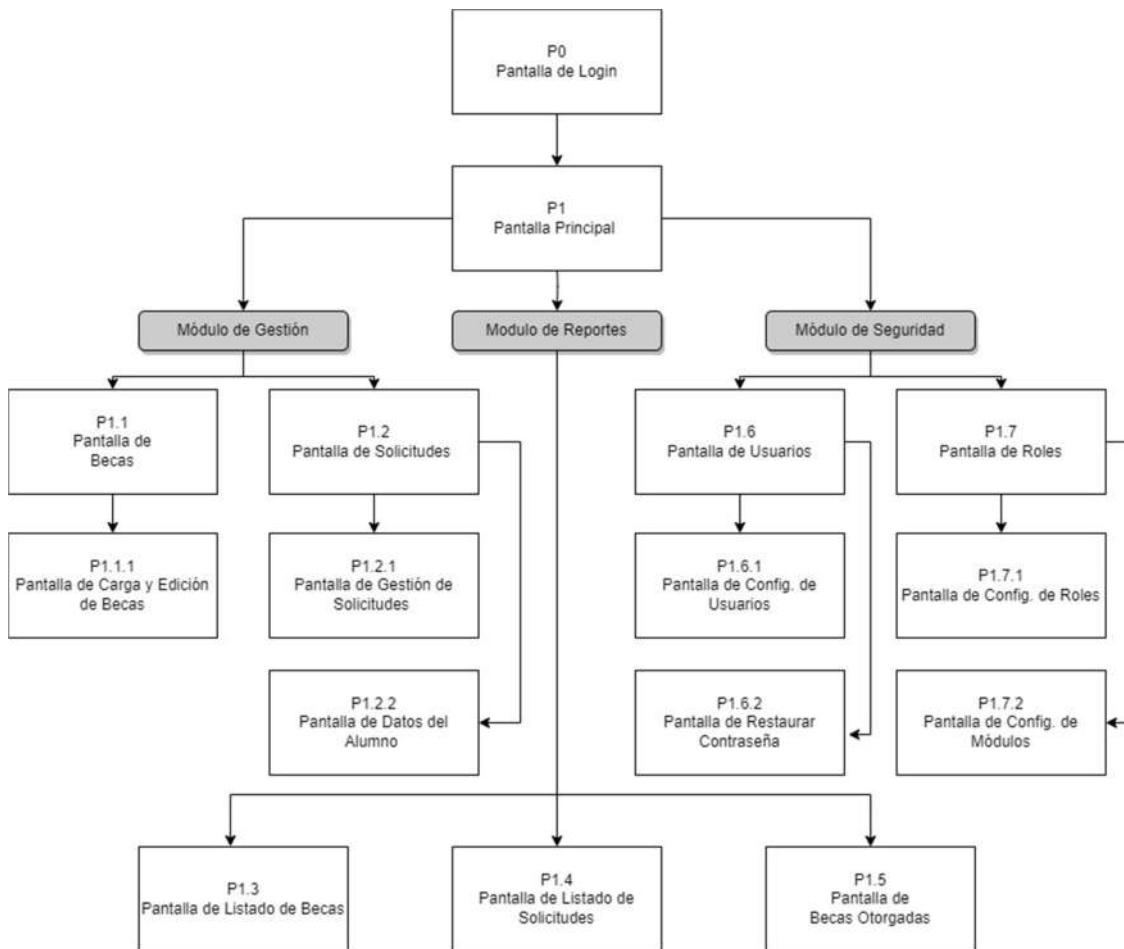 P0
Pantalla de Login
P1
Pantalla Principal
Módulo de Gestión
Modulo de Reportes
Módulo de Seguridad
P1.1
Pantalla de
Becas
P1.2
Pantalla de Solicitudes
P1.6
Pantalla de Usuarios
P1.7
Pantalla de Roles
P1.1.1
Pantalla de Carga y Edición
de Becas
P1.2.1
Pantalla de Gestión de
Solicitudes
P1.6.1
Pantalla de Config. de
Usuarios
P1.7.1
Pantalla de Config. de Roles
P1.2.2
Pantalla de Datos del
Alumno
P1.6.2
Pantalla de Restaurar
Contraseña
P1.7.2
Pantalla de Config. de
Módulos
P1.3
Pantalla de Listado de Becas
P1.4
Pantalla de Listado de
Solicitudes
P1.5
Pantalla de
Becas Otorgadas